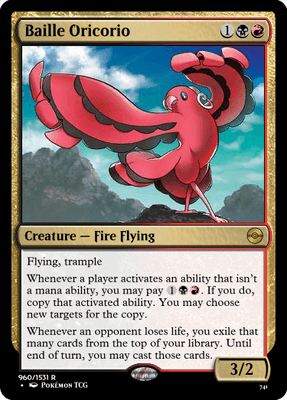 Baille Oricorio 1
Creature — Fire Flying
Flying, trample
Whenever a player activates an ability that isn't
a mana ability, you may pay 1. If you do,
copy that activated ability. You may choose
new targets for the copy.
Whenever an opponent loses life, you exile that
many cards from the top of your library. Until
end of turn, you may cast those cards.
3/2
960/1531 R
• Pokémon TCG